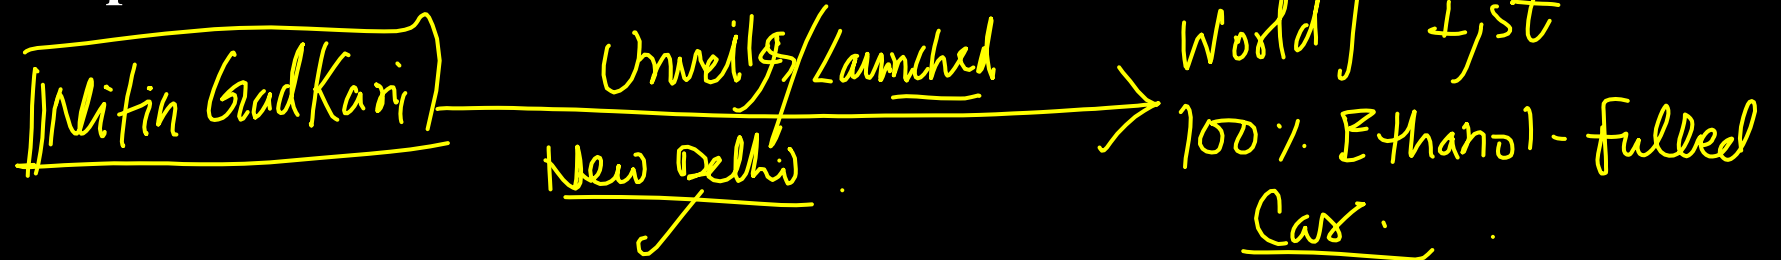 Nitin GadKari
Unveils/Launched
New Delhi
World's 1st
100% Ethanol-fulled
Car.